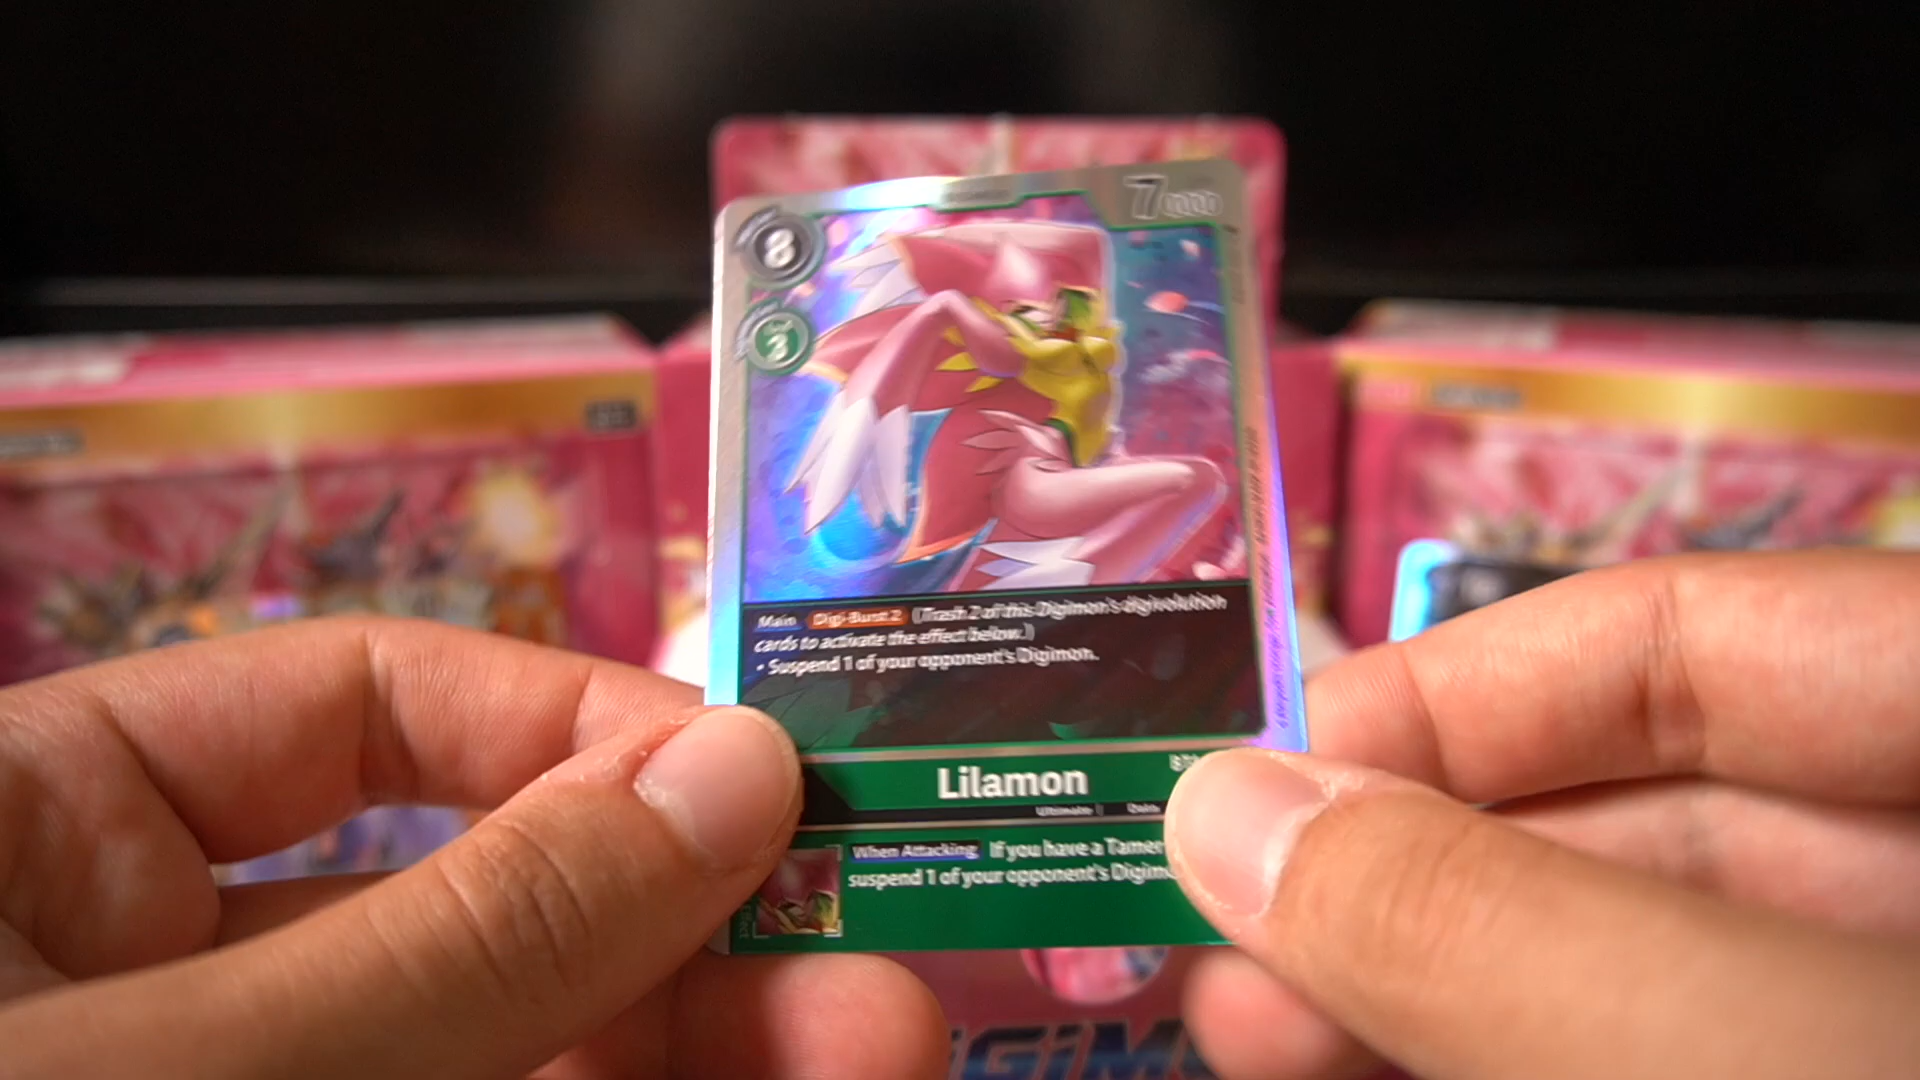 7000
8
3
Main Digi-Burst 2 (Trash 2 of this Digimon's digivolution
cards to activate the effect below.)
• Suspend 1 of your opponent's Digimon.
Lilamon
Ultimate | Data
When Attacking If you have a Tamer
suspend 1 of your opponent's
DIGIM